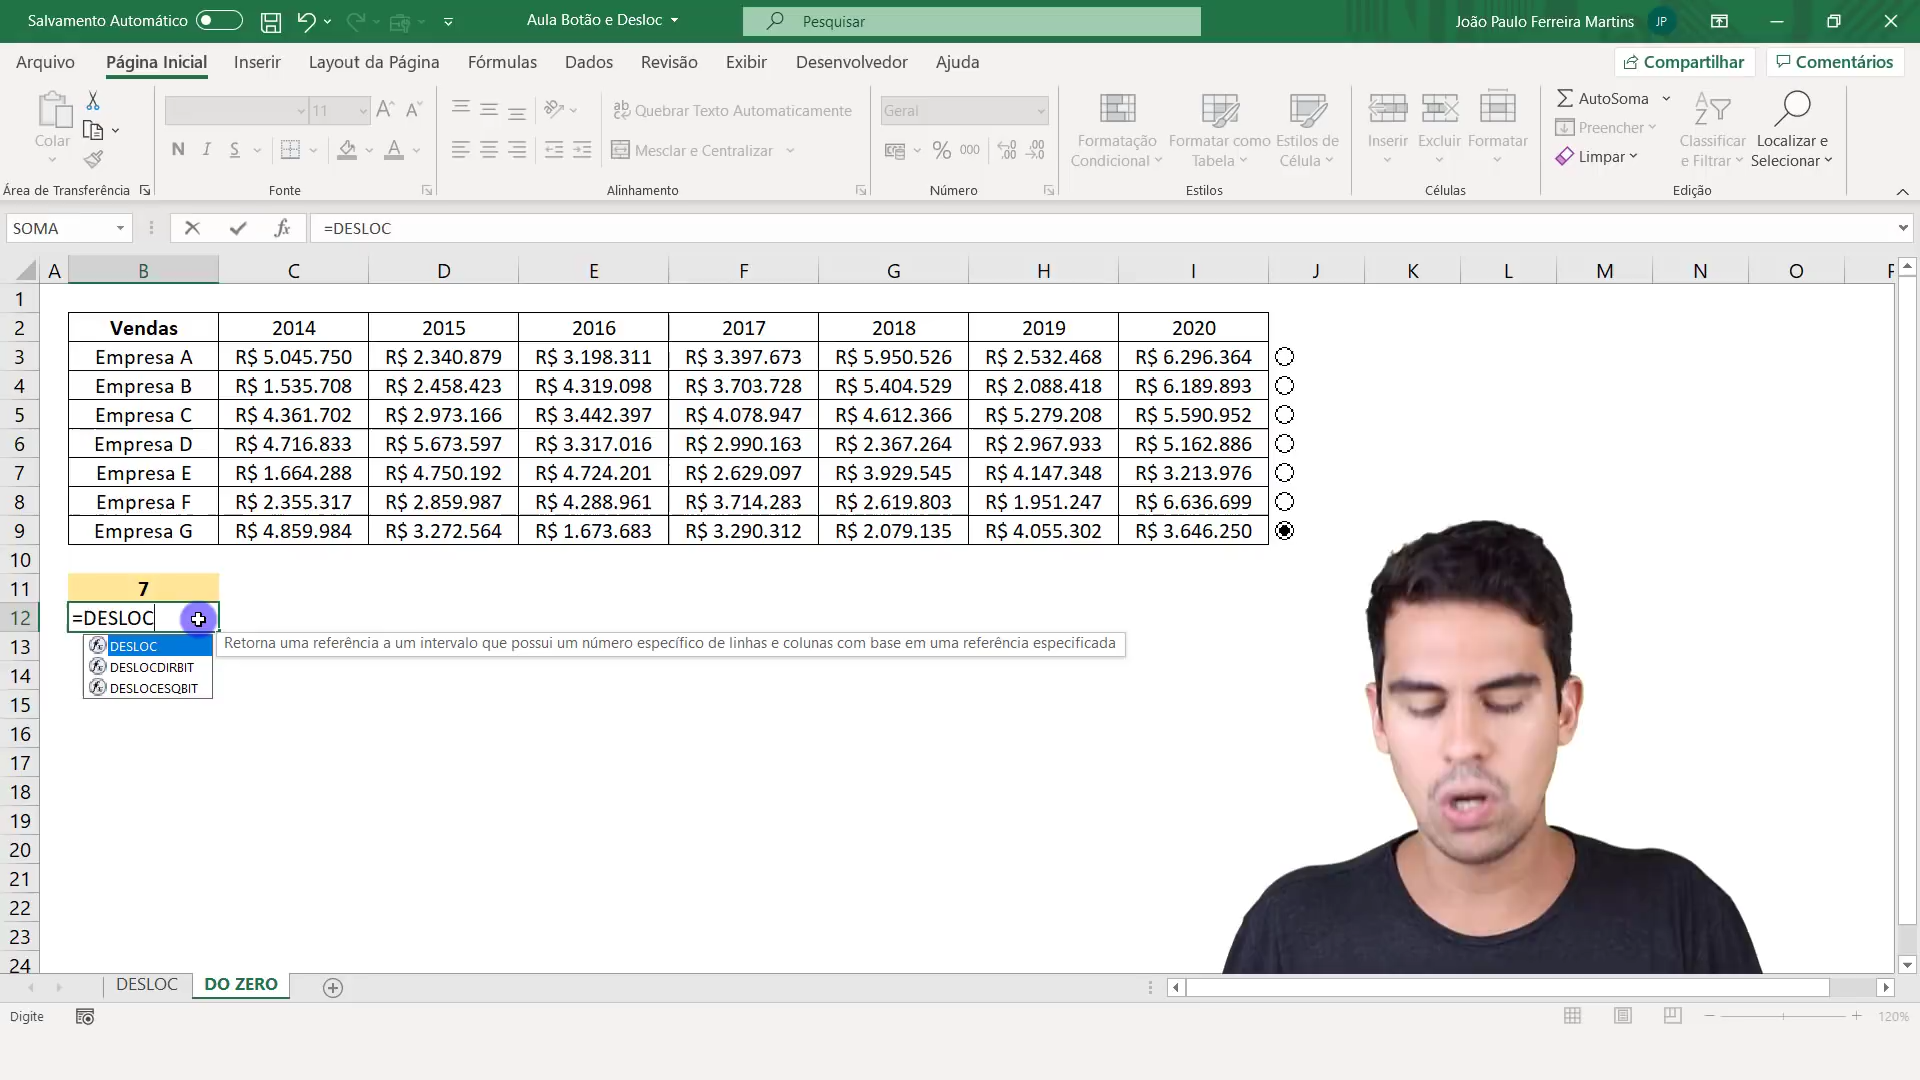 Salvamento Automático
Aula Botão e Desloc
Pesquisar
João Paulo Ferreira Martins JP
Arquivo Página Inicial Inserir Layout da Página Fórmulas Dados Revisão Exibir Desenvolvedor Ajuda Compartilhar Comentários
Colar
Área de Transferência
11
N I S
Fonte
Quebrar Texto Automaticamente
Mesclar e Centralizar
Alinhamento
Geral
% 000
Número
Formatação Condicional
Formatar como Tabela
Estilos de Célula
Estilos
Inserir
Excluir
Formatar
Células
AutoSoma
Preencher
Limpar
Classificar e Filtrar
Localizar e Selecionar
Edição
SOMA fx =DESLOC
A B C D E F G H I J K L M N O
1
2 Vendas 2014 2015 2016 2017 2018 2019 2020
3 Empresa A R$ 5.045.750 R$ 2.340.879 R$ 3.198.311 R$ 3.397.673 R$ 5.950.526 R$ 2.532.468 R$ 6.296.364
4 Empresa B R$ 1.535.708 R$ 2.458.423 R$ 4.319.098 R$ 3.703.728 R$ 5.404.529 R$ 2.088.418 R$ 6.189.893
5 Empresa C R$ 4.361.702 R$ 2.973.166 R$ 3.442.397 R$ 4.078.947 R$ 4.612.366 R$ 5.279.208 R$ 5.590.952
6 Empresa D R$ 4.716.833 R$ 5.673.597 R$ 3.317.016 R$ 2.990.163 R$ 2.367.264 R$ 2.967.933 R$ 5.162.886
7 Empresa E R$ 1.664.288 R$ 4.750.192 R$ 4.724.201 R$ 2.629.097 R$ 3.929.545 R$ 4.147.348 R$ 3.213.976
8 Empresa F R$ 2.355.317 R$ 2.859.987 R$ 4.288.961 R$ 3.714.283 R$ 2.619.803 R$ 1.951.247 R$ 6.636.699
9 Empresa G R$ 4.859.984 R$ 3.272.564 R$ 1.673.683 R$ 3.290.312 R$ 2.079.135 R$ 4.055.302 R$ 3.646.250
10
11 7
12 =DESLOC
13 DESLOC Retorna uma referência a um intervalo que possui um número específico de linhas e colunas com base em uma referência especificada
DESLOCDIRBIT
14
DESLOCESQBIT
15
16
17
18
19
20
21
22
23
24
DESLOC DO ZERO
Digite
120%